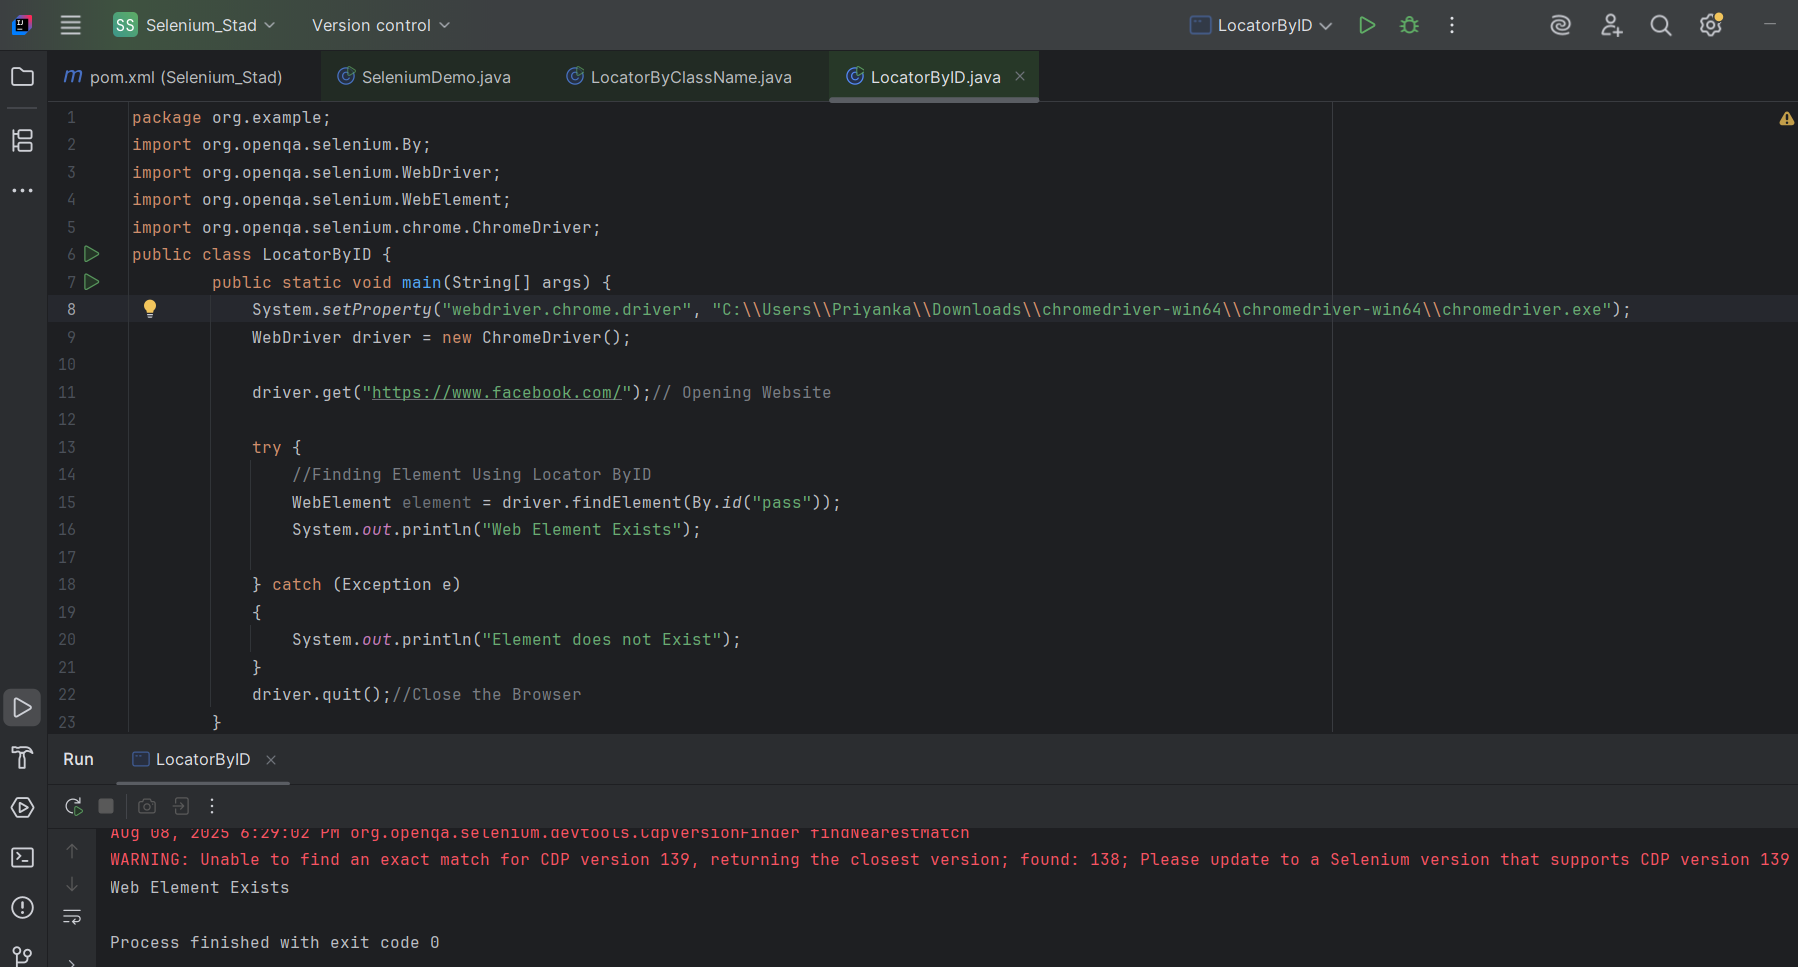 SS Selenium_Stad Version control LocatorByID
m pom.xml (Selenium_Stad) SeleniumDemo.java LocatorByClassName.java LocatorByID.java
1 package org.example;
2 import org.openqa.selenium.By;
3 import org.openqa.selenium.WebDriver;
4 import org.openqa.selenium.WebElement;
5 import org.openqa.selenium.chrome.ChromeDriver;
6 public class LocatorByID {
7 public static void main(String[] args) {
8 System.setProperty("webdriver.chrome.driver", "C:\\Users\\Priyanka\\Downloads\\chromedriver-win64\\chromedriver-win64\\chromedriver.exe");
9 WebDriver driver = new ChromeDriver();
10
11 driver.get("https://www.facebook.com/");// Opening Website
12
13 try {
14 //Finding Element Using Locator ByID
15 WebElement element = driver.findElement(By.id("pass"));
16 System.out.println("Web Element Exists");
17
18 } catch (Exception e)
19 {
20 System.out.println("Element does not Exist");
21 }
22 driver.quit();//Close the Browser
23 }
Run LocatorByID
Aug 08, 2025 6:29:02 PM org.openqa.selenium.devtools.CdpVersionFinder findNearestMatch
WARNING: Unable to find an exact match for CDP version 139, returning the closest version; found: 138; Please update to a Selenium version that supports CDP version 139
Web Element Exists
Process finished with exit code 0